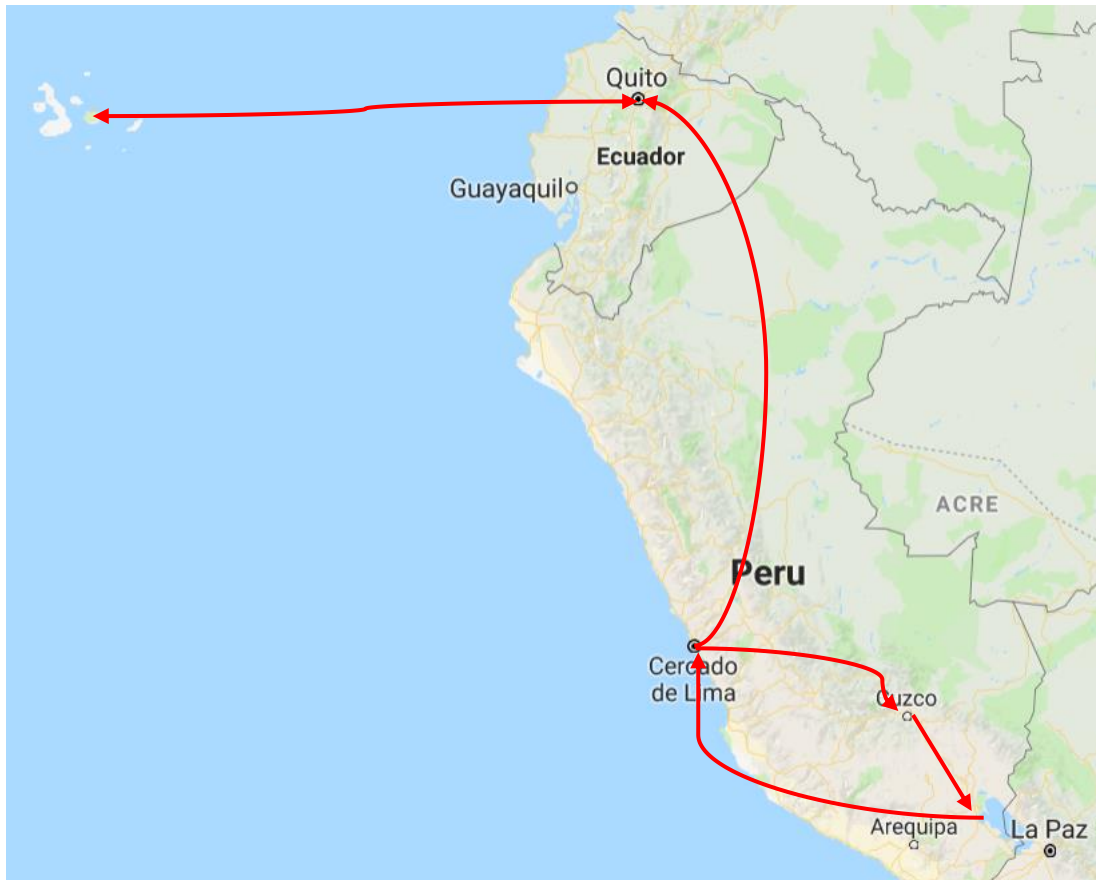 Quito
Ecuador
Guayaquil
ACRE
Peru
Cercado
de Lima
Cuzco
Arequipa
La Paz